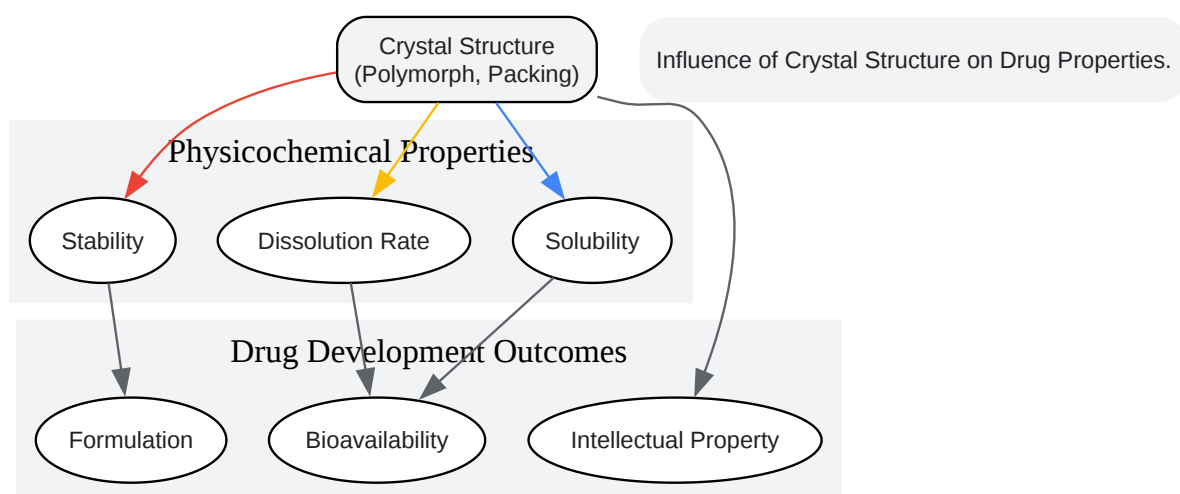 Crystal Structure
(Polymorph, Packing)
Influence of Crystal Structure on Drug Properties.
Physicochemical Properties
Stability
Dissolution Rate
Solubility
Drug Development Outcomes
Formulation
Bioavailability
Intellectual Property